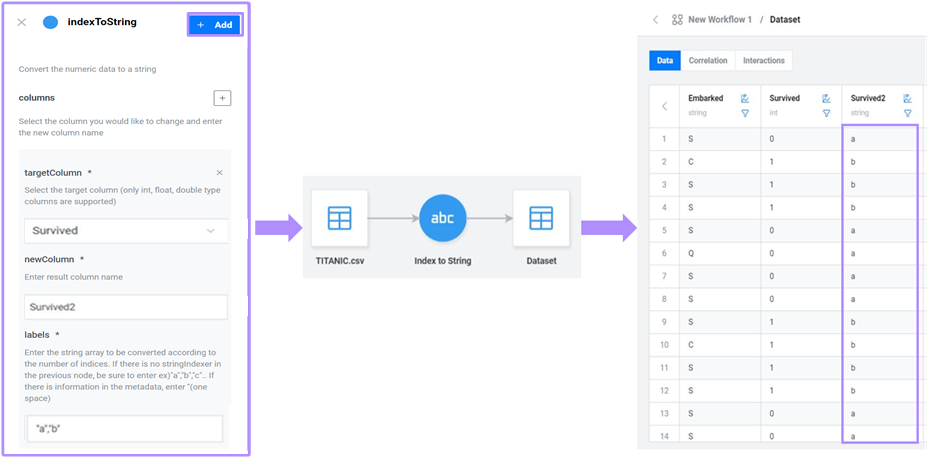 indexToString
+ Add
Convert the numeric data to a string
columns
+
Select the column you would like to change and enter
the new column name
targetColumn *
Select the target column (only int, float, double type
columns are supported)
Survived
newColumn *
Enter result column name
Survived2
labels *
Enter the string array to be converted according to
the number of indices. If there is no stringIndexer in
the previous node, be sure to enter ex)"a","b","c".. If
there is information in the metadata, enter "(one
space)
"a","b"
abc
TITANIC.csv Index to String Dataset
New Workflow 1 / Dataset
Data Correlation Interactions
Embarked Survived Survived2
string int string
1 S 0 a
2 C 1 b
3 S 1 b
4 S 1 b
5 S 0 a
6 Q 0 a
7 S 0 a
8 S 0 a
9 S 1 b
10 C 1 b
11 S 1 b
12 S 1 b
13 S 0 a
14 S 0 a